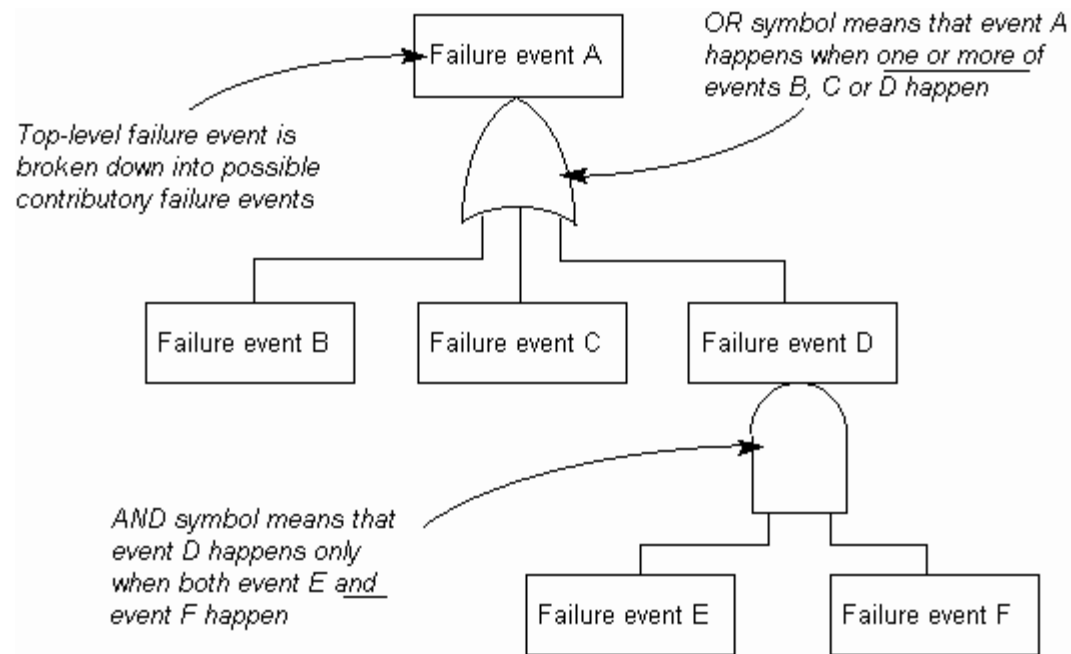 Failure event A
OR symbol means that event A
happens when one or more of
events B, C or D happen
Top-level failure event is
broken down into possible
contributory failure events
Failure event B
Failure event C
Failure event D
AND symbol means that
event D happens only
when both event E and
event F happen
Failure event E
Failure event F